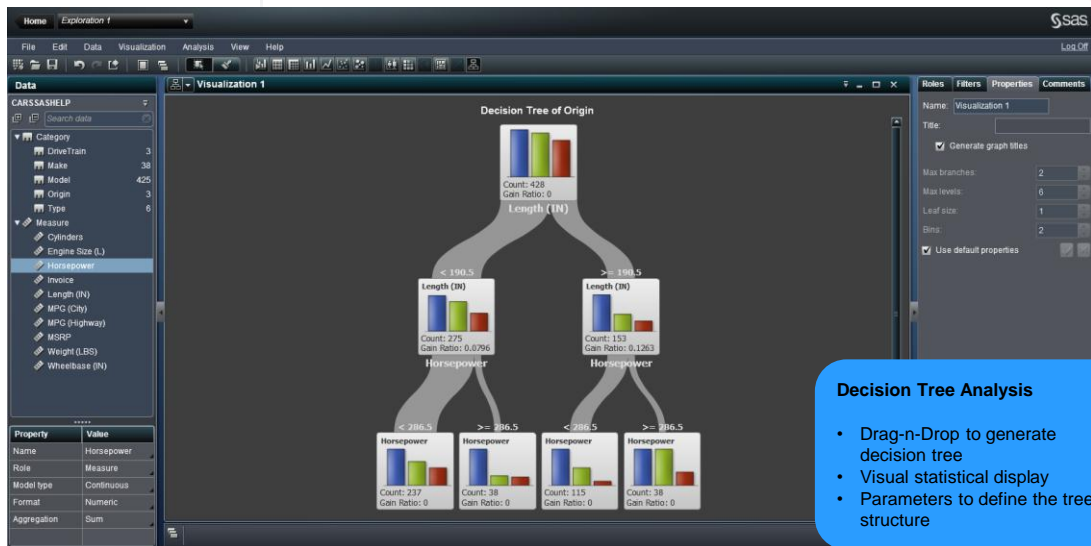 Home
Exploration 1
sas
File Edit Data Visualization Analysis View Help
Log Off
Data
CARSSASHELP
Search data
Category
DriveTrain 3
Make 38
Model 425
Origin 3
Type 6
Measure
Cylinders
Engine Size (L)
Horsepower
Invoice
Length (IN)
MPG (City)
MPG (Highway)
MSRP
Weight (LBS)
Wheelbase (IN)
Property Value
Name Horsepower
Role Measure
Model type Continuous
Format Numeric
Aggregation Sum
Visualization 1
Decision Tree of Origin
Count: 428
Gain Ratio: 0
Length (IN)
< 190.5 >= 190.5
Length (IN)
Count: 275
Gain Ratio: 0.0796
Horsepower
Length (IN)
Count: 153
Gain Ratio: 0.1263
Horsepower
< 286.5 >= 286.5 < 286.5 >= 286.5
Horsepower
Count: 237
Gain Ratio: 0
Horsepower
Count: 38
Gain Ratio: 0
Horsepower
Count: 115
Gain Ratio: 0
Horsepower
Count: 38
Gain Ratio: 0
Roles Filters Properties Comments
Name: Visualization 1
Title:
Generate graph titles
Max branches: 2
Max levels: 6
Leaf size: 1
Bins: 2
Use default properties
Decision Tree Analysis
• Drag-n-Drop to generate
decision tree
• Visual statistical display
• Parameters to define the tree
structure